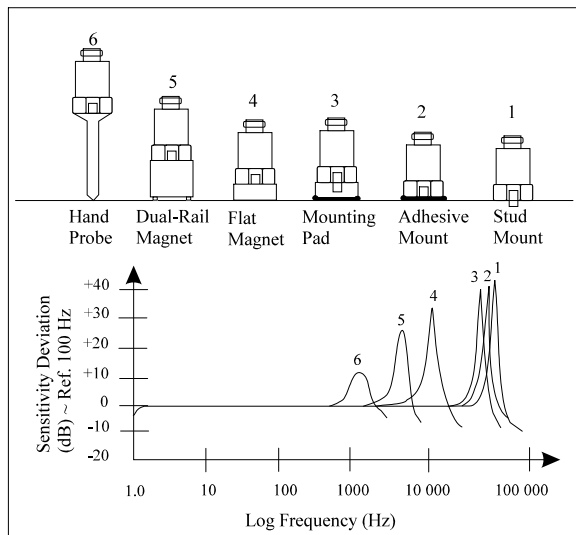 6
5
4
3
2
1
Hand Probe
Dual-Rail Magnet
Flat Magnet
Mounting Pad
Adhesive Mount
Stud Mount
Sensitivity Deviation
(dB) ~ Ref. 100 Hz
+40
+30
+20
+10
0
-10
-20
6
5
4
3
2
1
1.0
10
100
1000
10 000
100 000
Log Frequency (Hz)